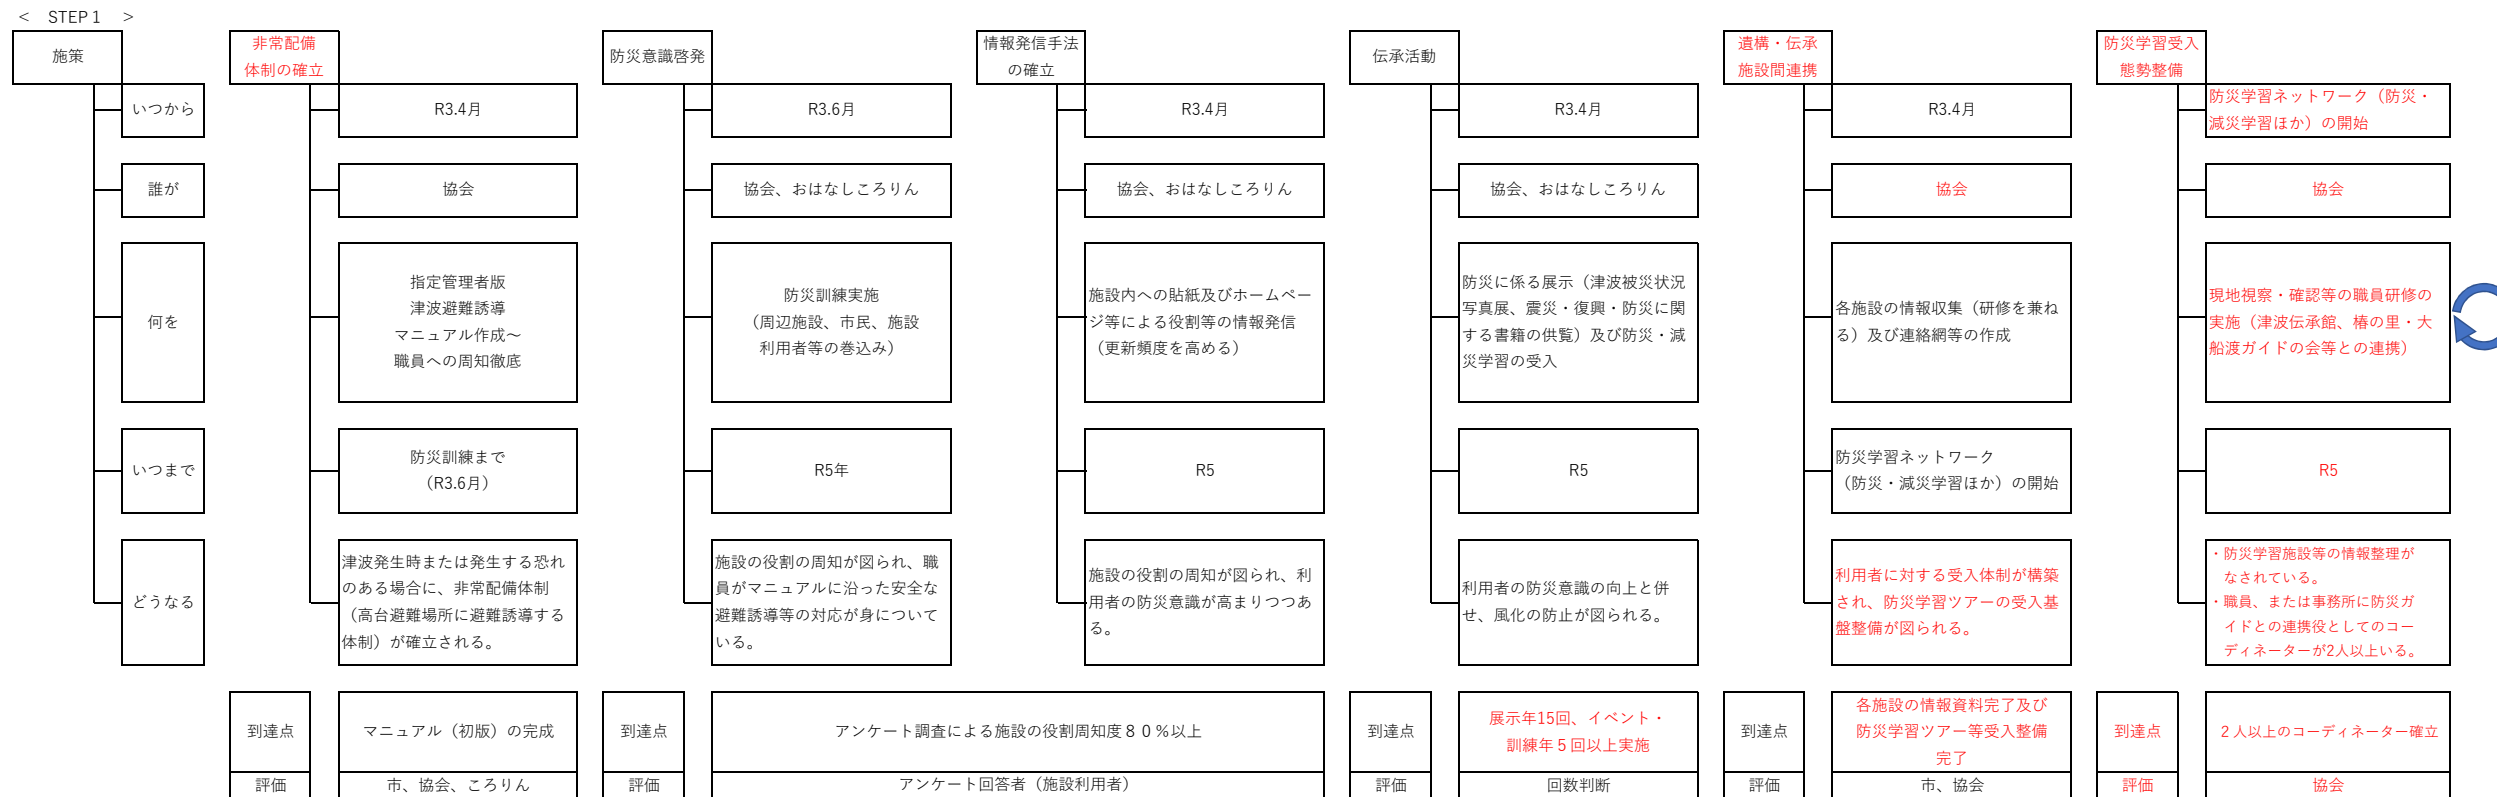 ＜　STEP１　＞
施策
いつから
誰が
何を
いつまで
どうなる
非常配備
体制の確立
R3.4月
協会
指定管理者版
津波避難誘導
マニュアル作成～
職員への周知徹底
防災訓練まで
（R3.6月）
津波発生時または発生する恐れ
のある場合に、非常配備体制
（高台避難場所に避難誘導する
体制）が確立される。
到達点
マニュアル（初版）の完成
評価
市、協会、ころりん
防災意識啓発
R3.6月
協会、おはなしころりん
防災訓練実施
（周辺施設、市民、施設
利用者等の巻込み）
R5年
施設の役割の周知が図られ、職
員がマニュアルに沿った安全な
避難誘導等の対応が身について
いる。
情報発信手法
の確立
R3.4月
協会、おはなしころりん
施設内への貼紙及びホームペー
ジ等による役割等の情報発信
（更新頻度を高める）
R5
施設の役割の周知が図られ、利
用者の防災意識が高まりつつあ
る。
到達点
アンケート調査による施設の役割周知度８０％以上
評価
アンケート回答者（施設利用者）
伝承活動
R3.4月
協会、おはなしころりん
防災に係る展示（津波被災状況
写真展、震災・復興・防災に関
する書籍の供覧）及び防災・減
災学習の受入
R5
利用者の防災意識の向上と併
せ、風化の防止が図られる。
到達点
展示年15回、イベント・
訓練年５回以上実施
評価
回数判断
遺構・伝承
施設間連携
R3.4月
協会
各施設の情報収集（研修を兼ね
る）及び連絡網等の作成
防災学習ネットワーク
（防災・減災学習ほか）の開始
利用者に対する受入体制が構築
され、防災学習ツアーの受入基
盤整備が図られる。
到達点
各施設の情報資料完了及び
防災学習ツアー等受入整備
完了
評価
市、協会
防災学習受入
態勢整備
防災学習ネットワーク（防災・
減災学習ほか）の開始
協会
現地視察・確認等の職員研修の
実施（津波伝承館、椿の里・大
船渡ガイドの会等との連携）
R5
・防災学習施設等の情報整理が
なされている。
・職員、または事務所に防災ガ
イドとの連携役としてのコー
ディネーターが2人以上いる。
到達点
２人以上のコーディネーター確立
評価
協会